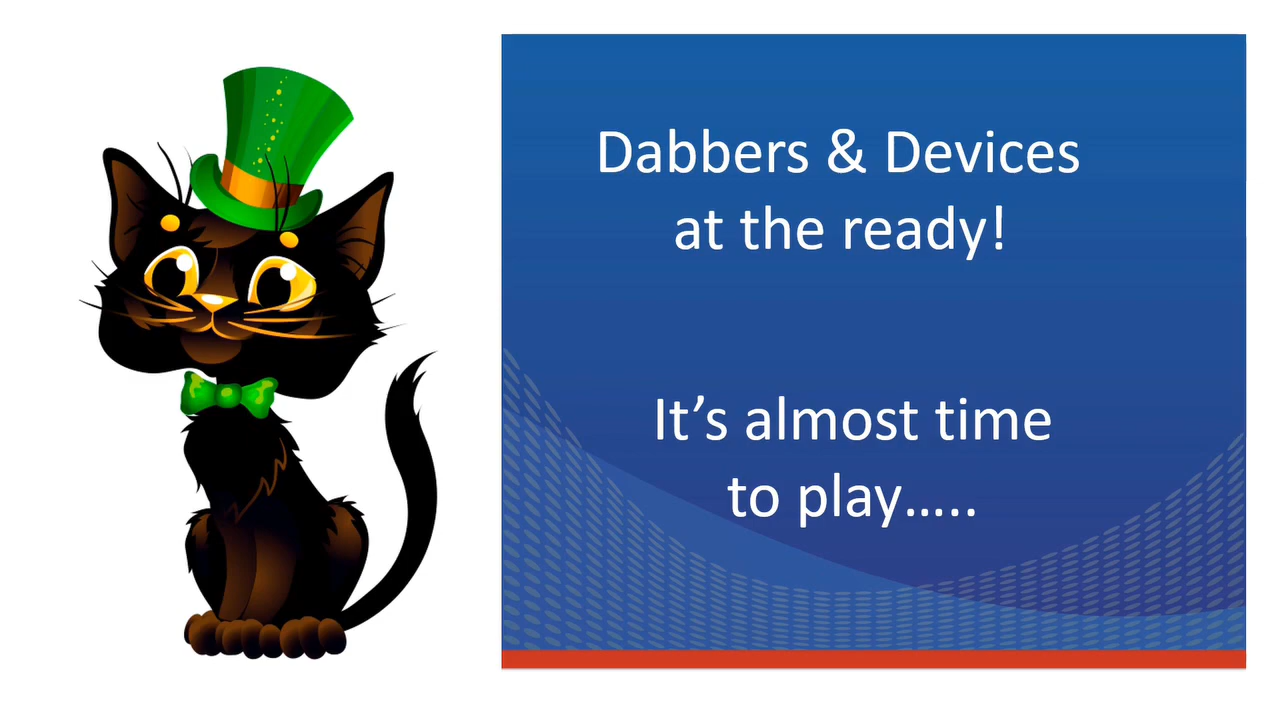 Dabbers & Devices
at the ready!
It’s almost time
to play…..